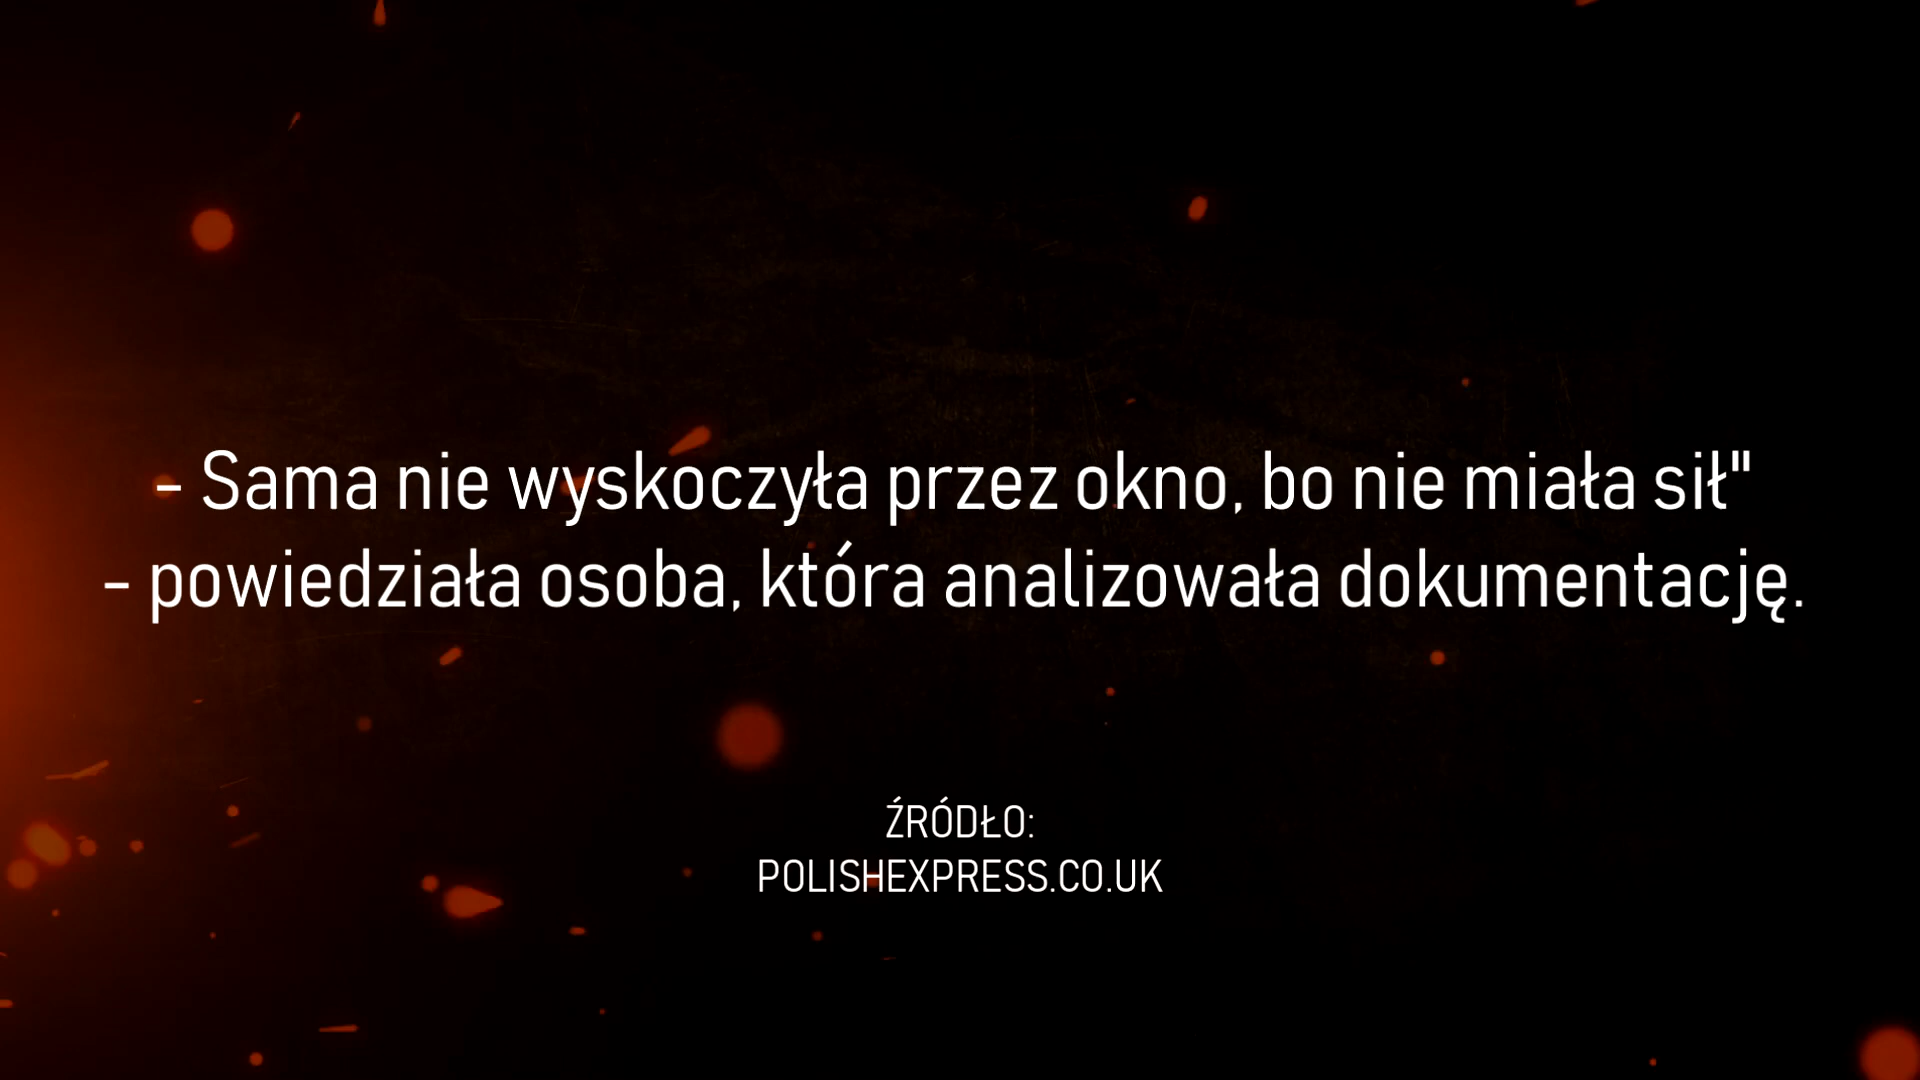 - Sama nie wyskoczyła przez okno, bo nie miała sił"
- powiedziała osoba, która analizowała dokumentację.
ŹRÓDŁO:
POLISHEXPRESS.CO.UK